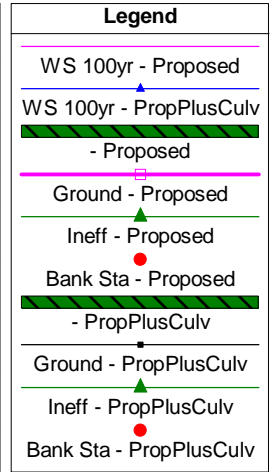 Legend
WS 100yr - Proposed
WS 100yr - PropPlusCulv
- Proposed
Ground - Proposed
Ineff - Proposed
Bank Sta - Proposed
- PropPlusCulv
Ground - PropPlusCulv
Ineff - PropPlusCulv
Bank Sta - PropPlusCulv